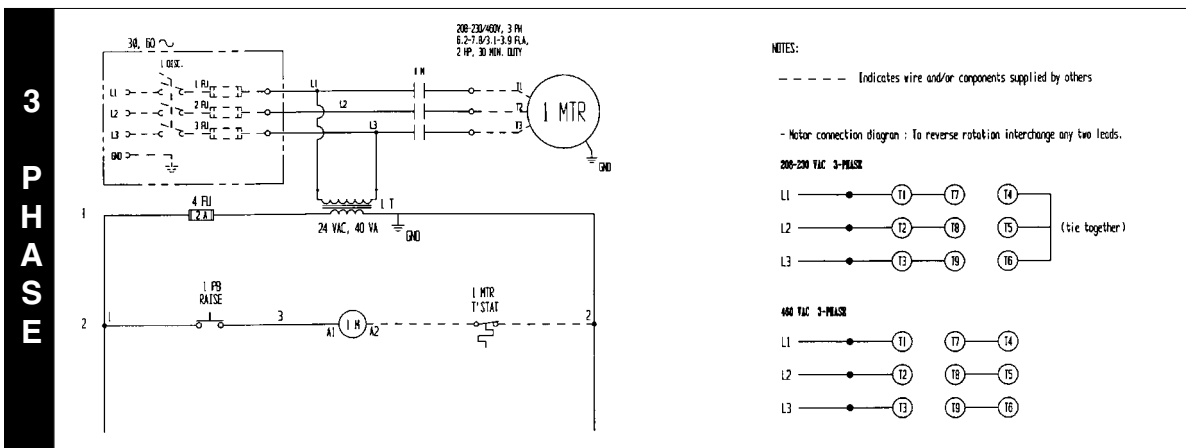 3 PHASE
208-230/460V, 3 PH
6.2-7.8/3.1-3.9 FLA,
2 HP, 30 MIN. DUTY
30, 60
1 DISC.
L1
1 FU
L1
1 M
T1
L2
2 FU
L2
T2
1 MTR
L3
3 FU
L3
T3
GND
GND
1
4 FU
2 A
1 T
24 VAC, 40 VA
GND
1 PB
RAISE
1 MTR
T'STAT
2
1
3
A1
1 M
A2
2
NOTES:
- - - - - - Indicates wire and/or components supplied by others
- Motor connection diagram : To reverse rotation interchange any two leads.
208-230 VAC 3-PHASE
L1 T1 T7 T4
L2 T2 T8 T5 (tie together)
L3 T3 T9 T6
460 VAC 3-PHASE
L1 T1 T7 T4
L2 T2 T8 T5
L3 T3 T9 T6